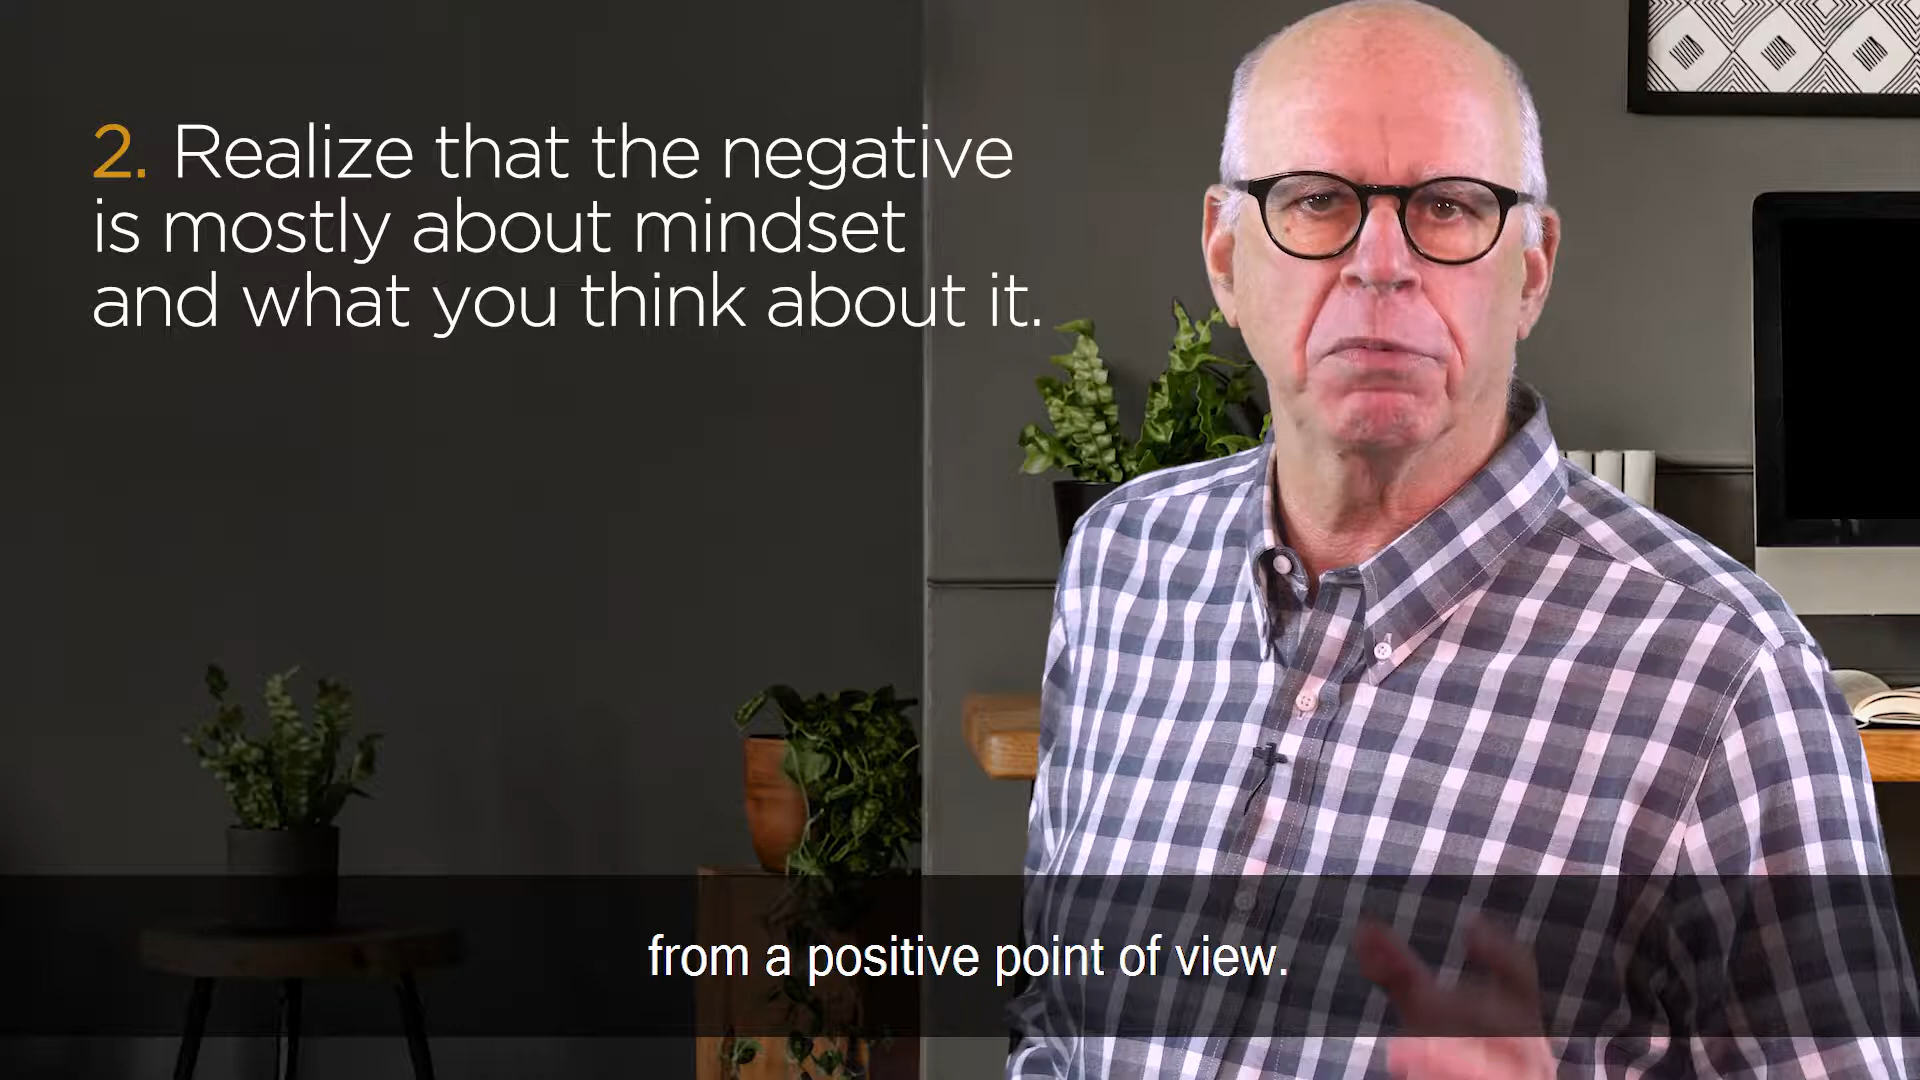 2. Realize that the negative
is mostly about mindset
and what you think about it.
from a positive point of view.